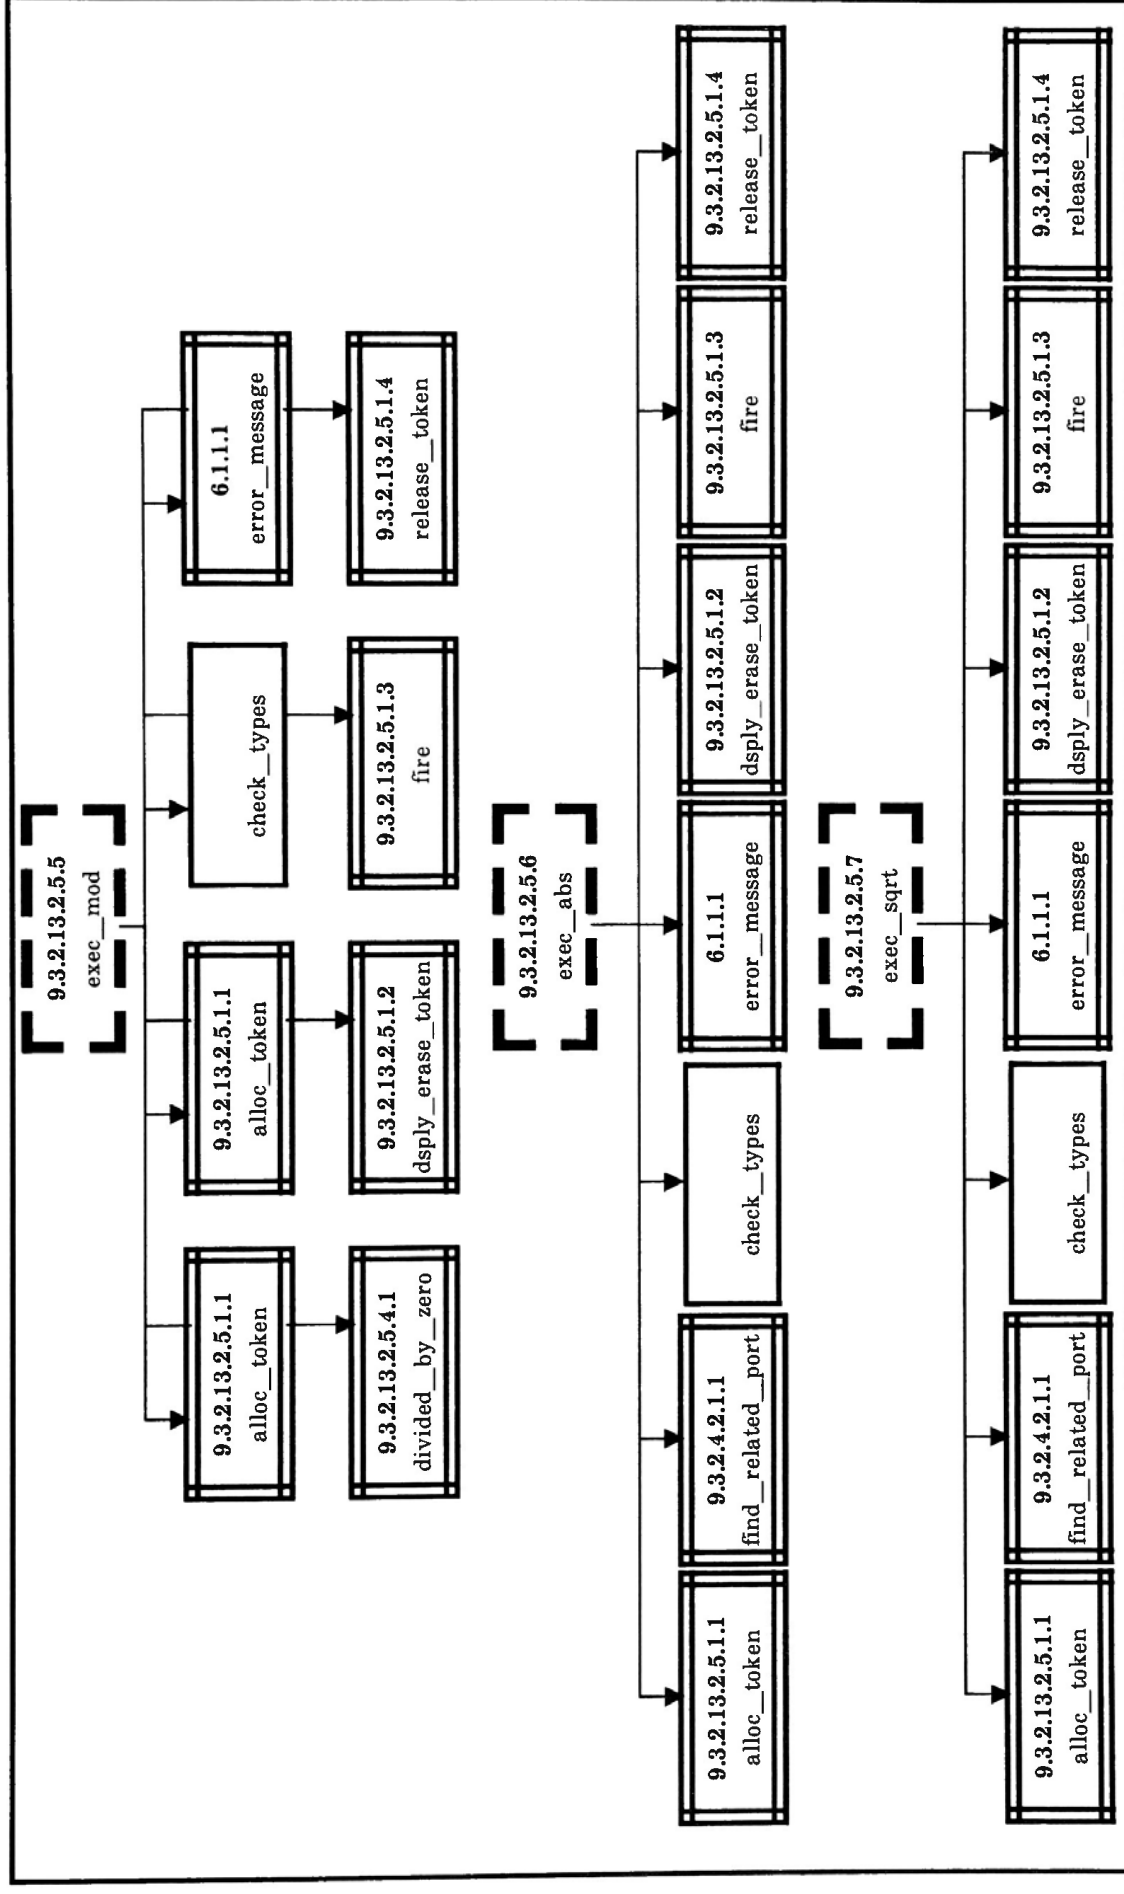 9.3.2.13.2.5.5
exec__mod
9.3.2.13.2.5.1.1
alloc__token
9.3.2.13.2.5.1.1
alloc__token
check__types
6.1.1.1
error__message
9.3.2.13.2.5.4.1
divided__by__zero
9.3.2.13.2.5.1.2
dsply__erase__token
9.3.2.13.2.5.1.3
fire
9.3.2.13.2.5.1.4
release__token
9.3.2.13.2.5.6
exec__abs
9.3.2.13.2.5.1.1
alloc__token
9.3.2.4.2.1.1
find__related__port
check__types
6.1.1.1
error__message
9.3.2.13.2.5.1.2
dsply__erase__token
9.3.2.13.2.5.1.3
fire
9.3.2.13.2.5.1.4
release__token
9.3.2.13.2.5.7
exec__sqrt
9.3.2.13.2.5.1.1
alloc__token
9.3.2.4.2.1.1
find__related__port
check__types
6.1.1.1
error__message
9.3.2.13.2.5.1.2
dsply__erase__token
9.3.2.13.2.5.1.3
fire
9.3.2.13.2.5.1.4
release__token